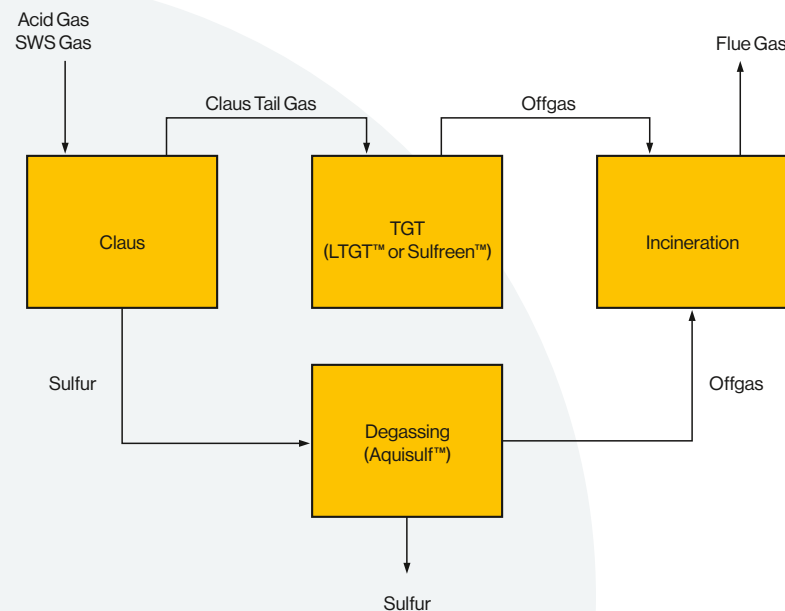 Acid Gas
SWS Gas
Flue Gas
Claus Tail Gas
Offgas
Claus
TGT
(LTGT™ or Sulfreen™)
Incineration
Sulfur
Offgas
Degassing
(Aquisulf™)
Sulfur